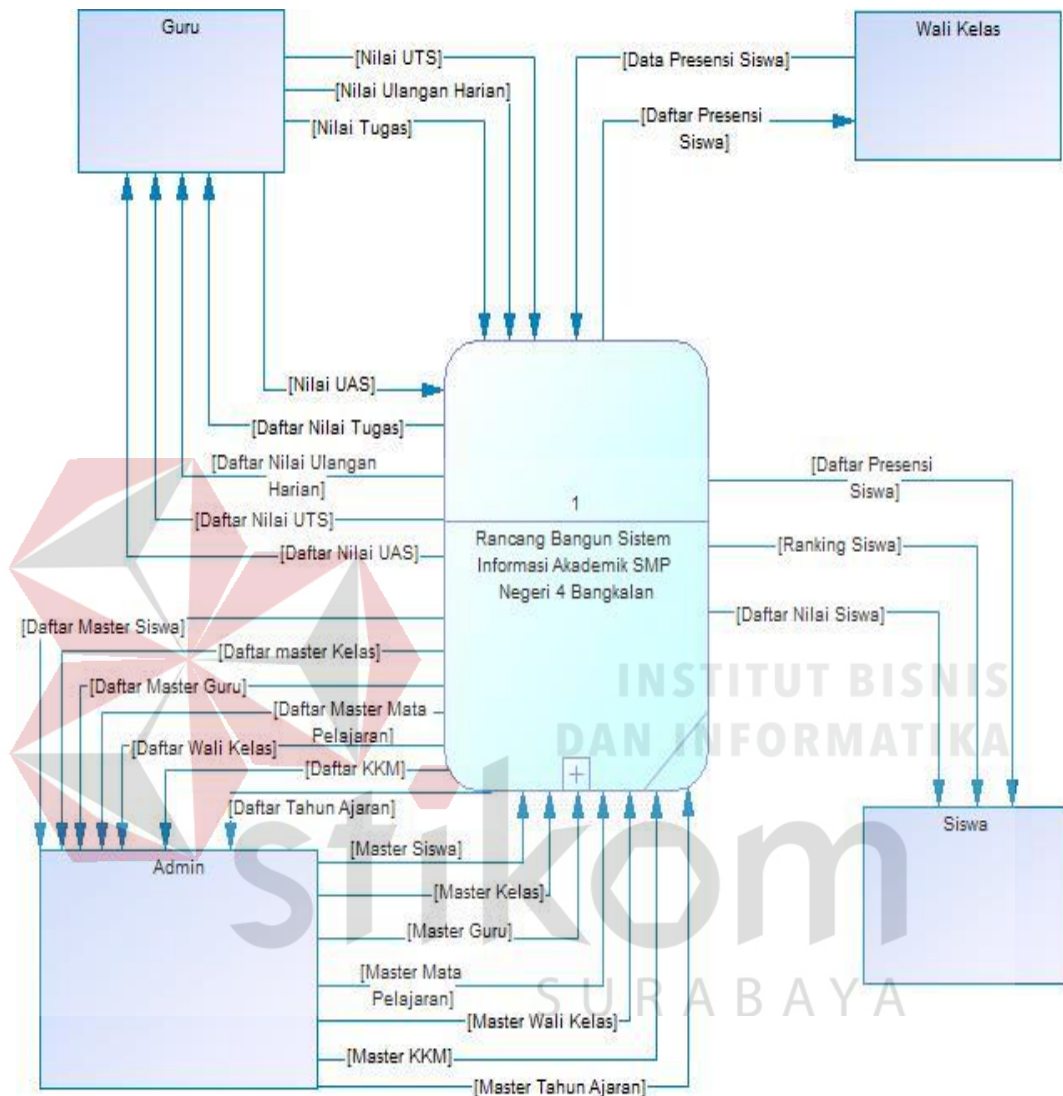 Guru
Wali Kelas
[Nilai UTS]
[Nilai Ulangan Harian]
[Nilai Tugas]
[Data Presensi Siswa]
[Daftar Presensi
Siswa]
[Nilai UAS]
[Daftar Nilai Tugas]
[Daftar Nilai Ulangan
Harian]
[Daftar Nilai UTS]
[Daftar Nilai UAS]
1
Rancang Bangun Sistem
Informasi Akademik SMP
Negeri 4 Bangkalan
[Daftar Presensi
Siswa]
[Ranking Siswa]
[Daftar Nilai Siswa]
[Daftar Master Siswa]
[Daftar master Kelas]
[Daftar Master Guru]
[Daftar Master Mata
Pelajaran]
[Daftar Wali Kelas]
[Daftar KKM]
[Daftar Tahun Ajaran]
INSTITUT BISNIS
DAN INFORMATIKA
Siswa
Admin
[Master Siswa]
[Master Kelas]
[Master Guru]
[Master Mata
Pelajaran]
[Master Wali Kelas]
[Master KKM]
[Master Tahun Ajaran]
stikom
SURABAYA